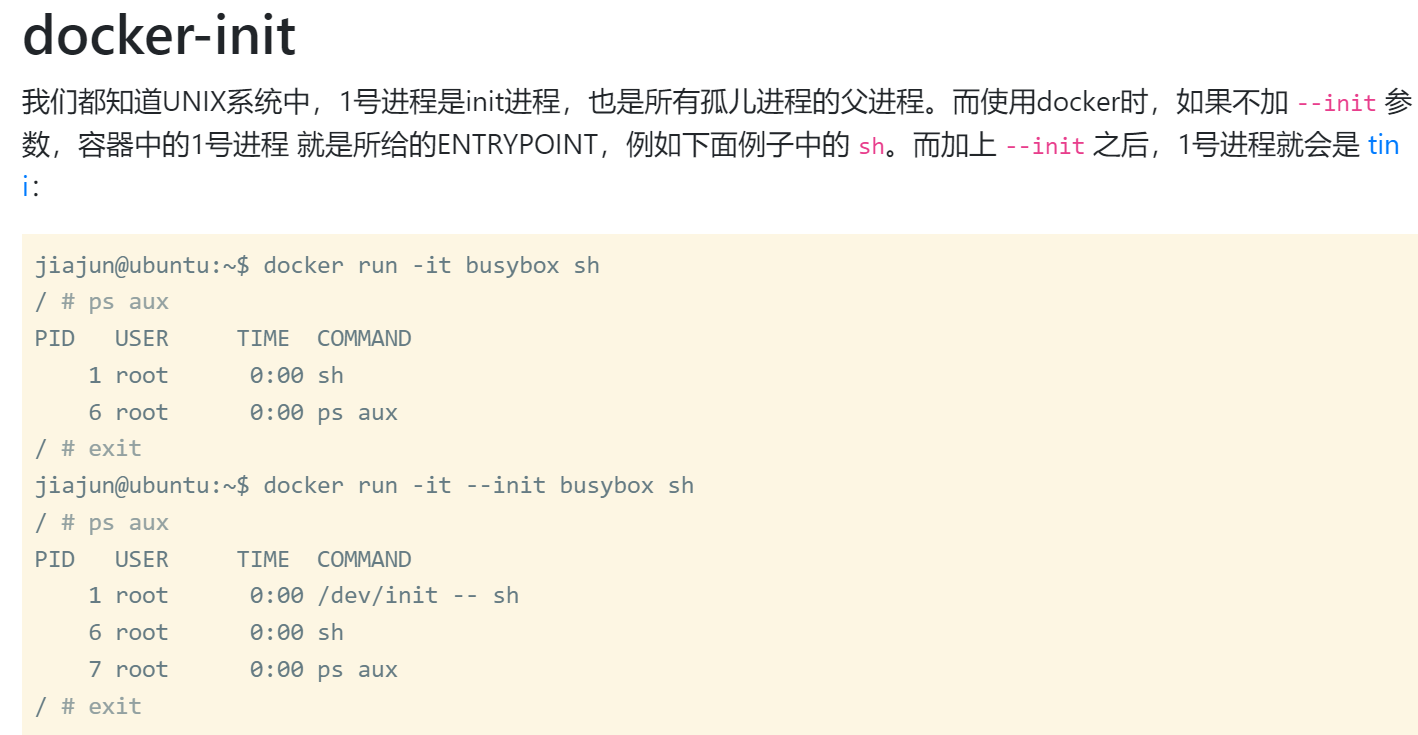 docker-init
我们都知道UNIX系统中，1号进程是init进程，也是所有孤儿进程的父进程。而使用docker时，如果不加 --init 参
数，容器中的1号进程 就是所给的ENTRYPOINT，例如下面例子中的 sh。而加上 --init 之后，1号进程就会是 tin
i：
jiajun@ubuntu:~$ docker run -it busybox sh
/ # ps aux
PID   USER     TIME  COMMAND
    1 root      0:00 sh
    6 root      0:00 ps aux
/ # exit
jiajun@ubuntu:~$ docker run -it --init busybox sh
/ # ps aux
PID   USER     TIME  COMMAND
    1 root      0:00 /dev/init -- sh
    6 root      0:00 sh
    7 root      0:00 ps aux
/ # exit